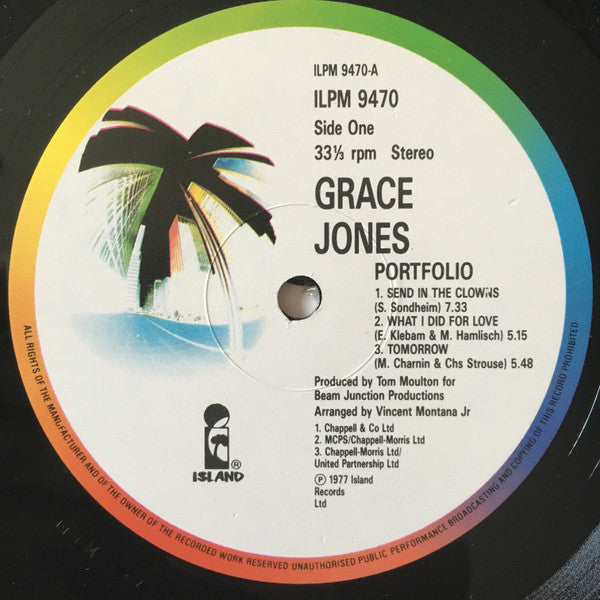 ILPM 9470-A
ILPM 9470
Side One
33⅓ rpm Stereo
GRACE
JONES
PORTFOLIO
1. SEND IN THE CLOWNS
(S. Sondheim) 7.33
2. WHAT I DID FOR LOVE
(E. Klebam & M. Hamlisch) 5.15
3. TOMORROW
(M. Charnin & Chs Strouse) 5.48
Produced by Tom Moulton for
Beam Junction Productions
Arranged by Vincent Montana Jr
1. Chappell & Co Ltd
2. MCPS/Chappell-Morris Ltd
3. Chappell-Morris Ltd/
United Partnership Ltd
℗ 1977 Island
Records
Ltd
ISLAND®
ALL RIGHTS OF THE MANUFACTURER AND OF THE OWNER OF THE RECORDED WORK RESERVED UNAUTHORISED PUBLIC PERFORMANCE BROADCASTING AND COPYING OF THIS RECORD PROHIBITED